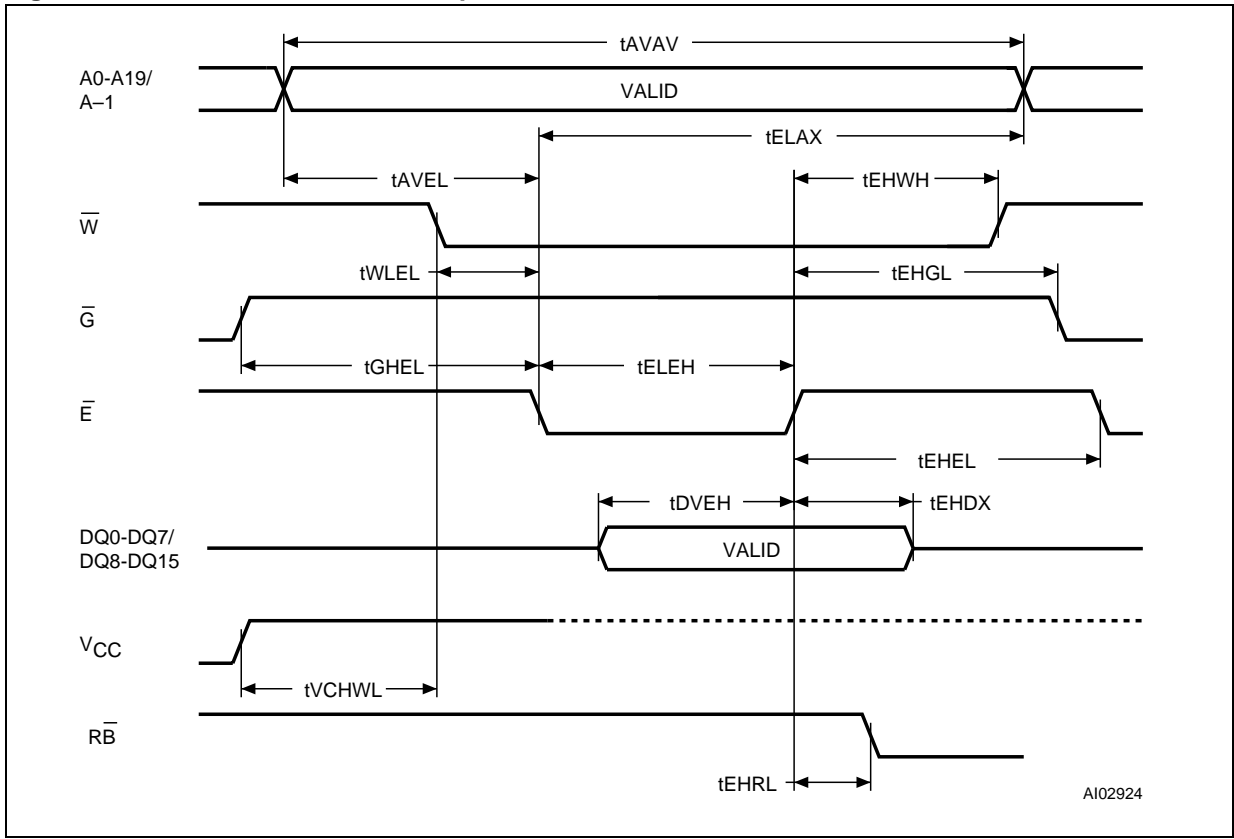 tAVAV
A0-A19/
A–1
VALID
tELAX
tAVEL
tEHWH
W̅
tWLEL
tEHGL
G̅
tGHEL
tELEH
E̅
tEHEL
tDVEH
tEHDX
DQ0-DQ7/
DQ8-DQ15
VALID
VCC
tVCHWL
RB̅
tEHRL
AI02924